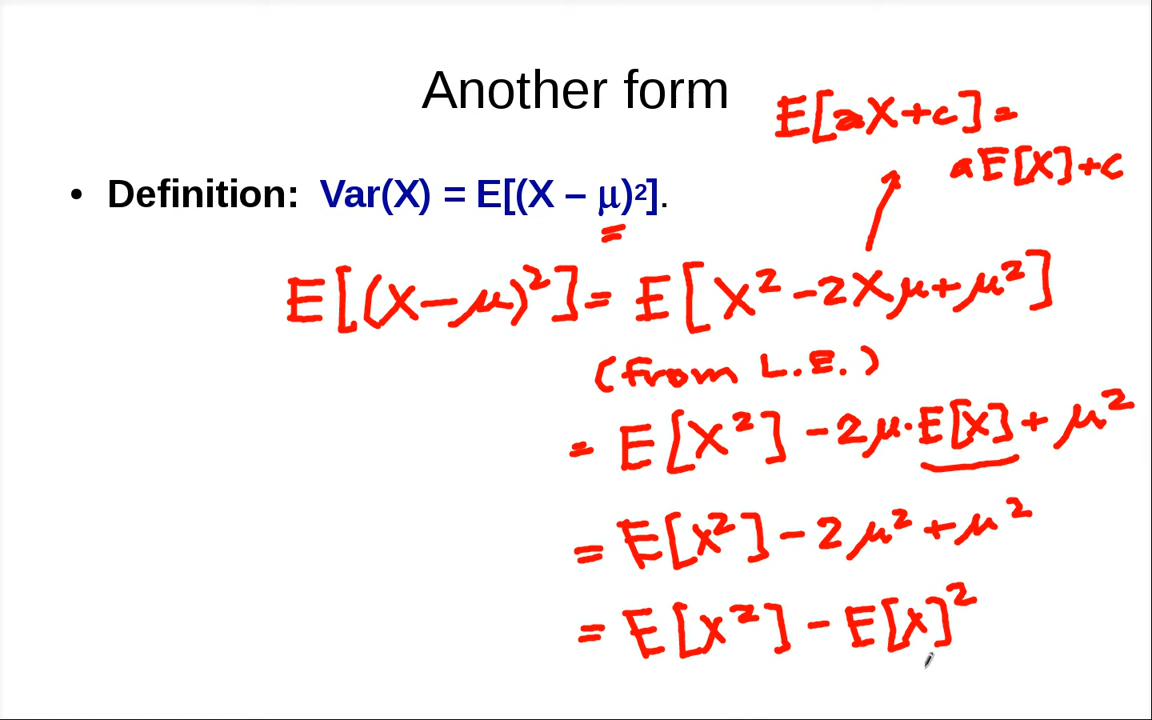 Another form
E[aX+c] =
aE[X]+c
• Definition: Var(X) = E[(X – μ)²].
E[(X-μ)²] = E[X²-2Xμ+μ²]
(from L.E.)
= E[X²] -2μ·E[X]+μ²
= E[X²]-2μ²+μ²
= E[X²]-E[X]²